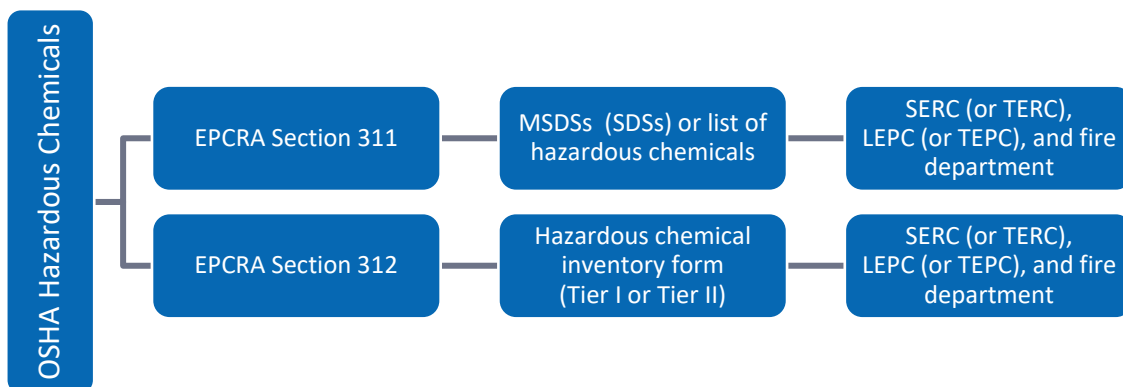 OSHA Hazardous Chemicals
EPCRA Section 311
MSDSs (SDSs) or list of
hazardous chemicals
SERC (or TERC),
LEPC (or TEPC), and fire
department
EPCRA Section 312
Hazardous chemical
inventory form
(Tier I or Tier II)
SERC (or TERC),
LEPC (or TEPC), and fire
department